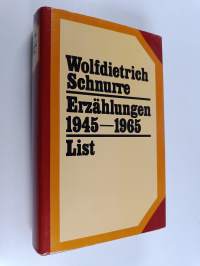 Wolfdietrich
Schnurre
Erzählungen
1945—1965
List